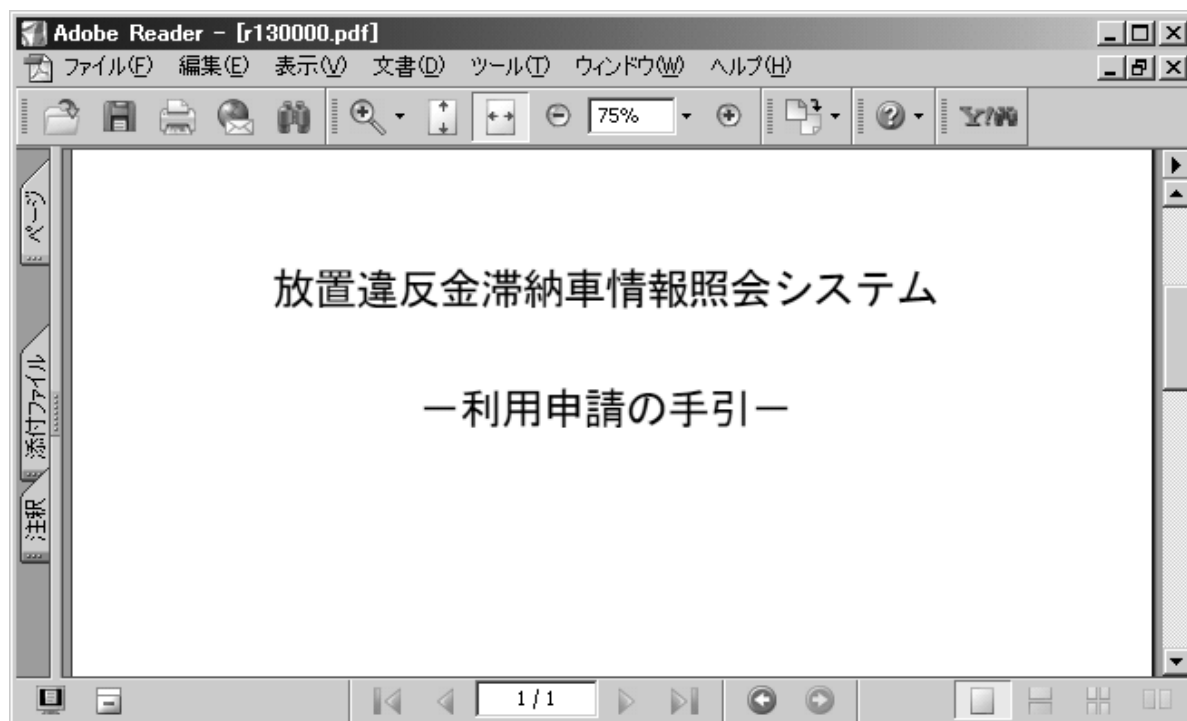 Adobe Reader - [r130000.pdf]
ファイル(F) 編集(E) 表示(V) 文書(D) ツール(T) ウィンドウ(W) ヘルプ(H)
75%
Y!
ページ
放置違反金滞納車情報照会システム
－利用申請の手引－
添付ファイル
注釈
1 / 1